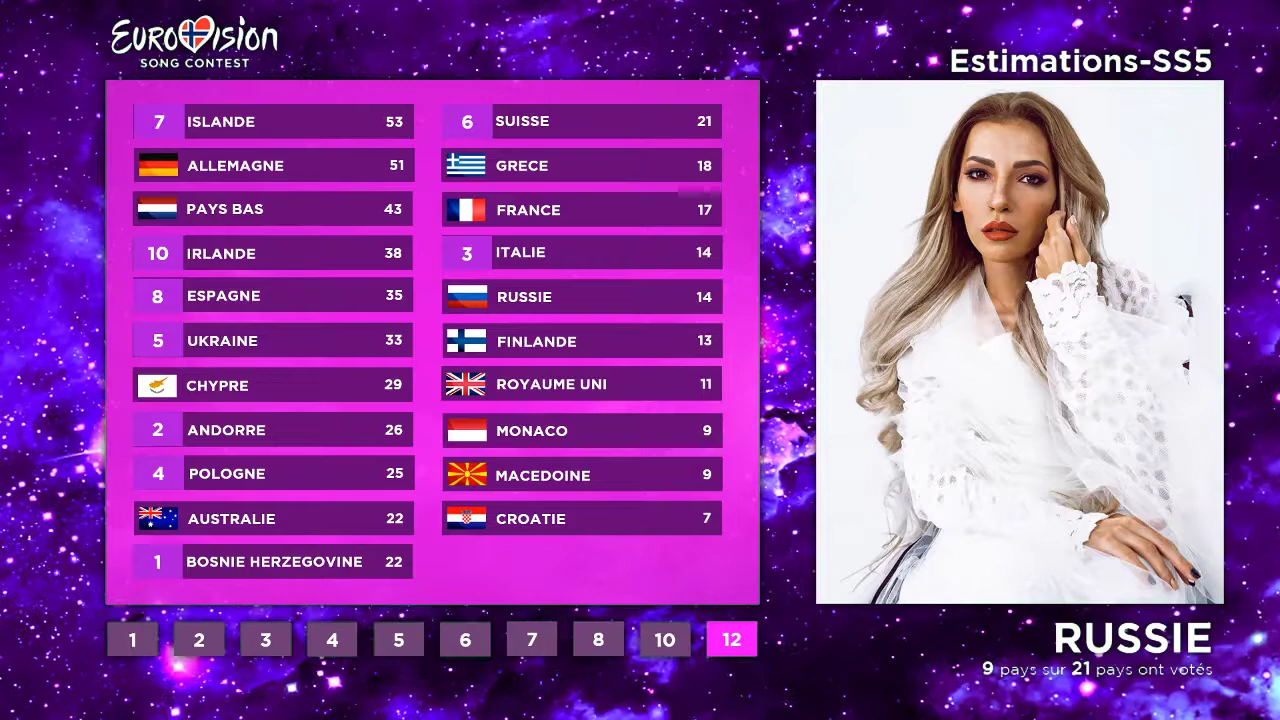 EUROVISION
SONG CONTEST
Estimations-SS5
7 ISLANDE 53
ALLEMAGNE 51
PAYS BAS 43
10 IRLANDE 38
8 ESPAGNE 35
5 UKRAINE 33
CHYPRE 29
2 ANDORRE 26
4 POLOGNE 25
AUSTRALIE 22
1 BOSNIE HERZEGOVINE 22
6 SUISSE 21
GRECE 18
FRANCE 17
3 ITALIE 14
RUSSIE 14
FINLANDE 13
ROYAUME UNI 11
MONACO 9
MACEDOINE 9
CROATIE 7
1 2 3 4 5 6 7 8 10 12
RUSSIE
9 pays sur 21 pays ont votés